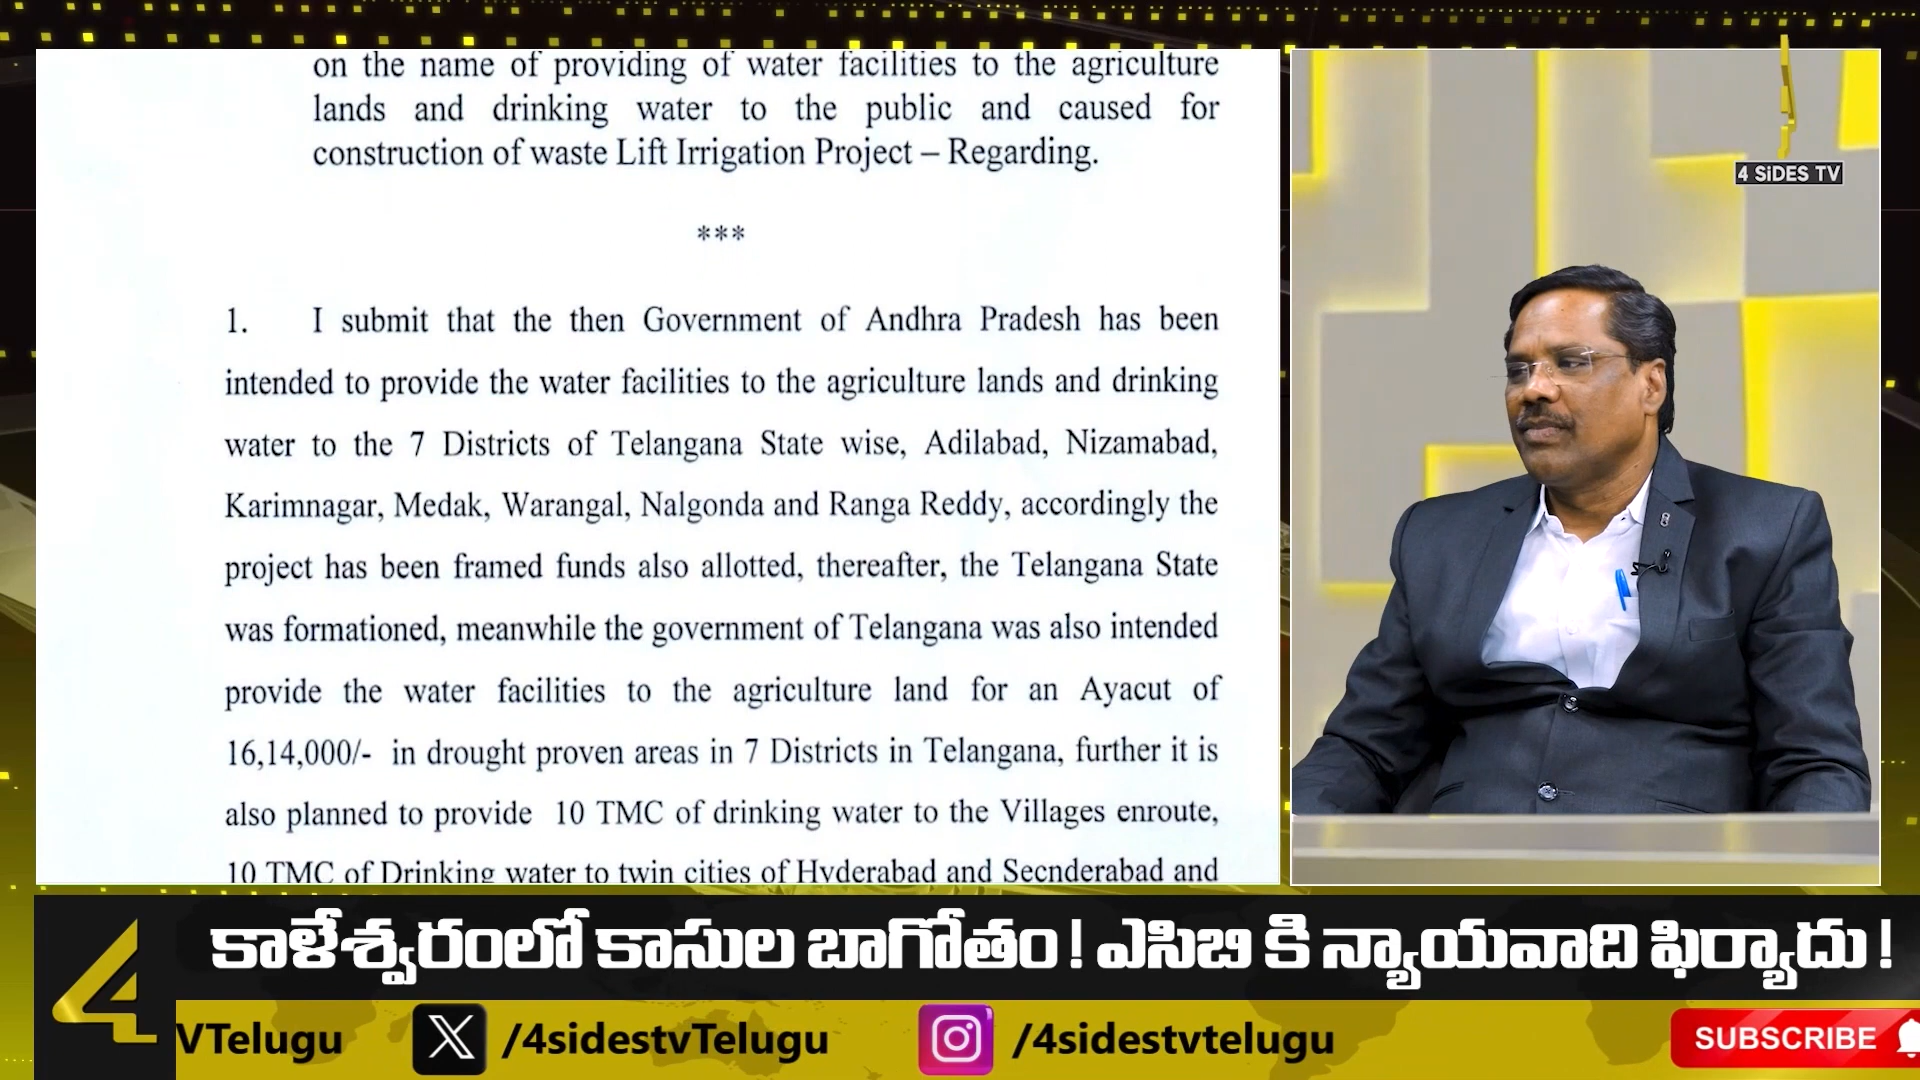 on the name of providing of water facilities to the agriculture
lands and drinking water to the public and caused for
construction of waste Lift Irrigation Project – Regarding.
***
1. I submit that the then Government of Andhra Pradesh has been
intended to provide the water facilities to the agriculture lands and drinking
water to the 7 Districts of Telangana State wise, Adilabad, Nizamabad,
Karimnagar, Medak, Warangal, Nalgonda and Ranga Reddy, accordingly the
project has been framed funds also allotted, thereafter, the Telangana State
was formationed, meanwhile the government of Telangana was also intended
provide the water facilities to the agriculture land for an Ayacut of
16,14,000/- in drought proven areas in 7 Districts in Telangana, further it is
also planned to provide 10 TMC of drinking water to the Villages enroute,
10 TMC of Drinking water to twin cities of Hyderabad and Secnderabad and
4 SiDES TV
కాళేశ్వరంలో కాసుల బాగోతం ! ఎసిబి కి న్యాయవాది ఫిర్యాదు !
4
VTelugu
/4sidestvTelugu
/4sidestvtelugu
SUBSCRIBE